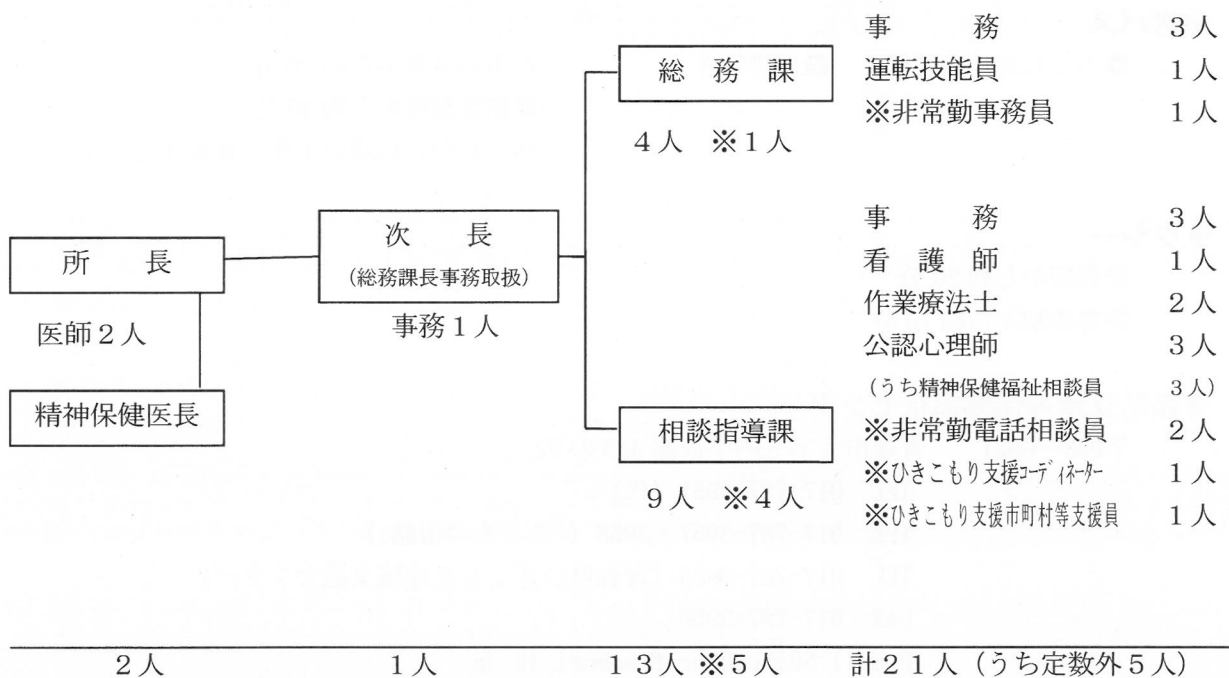 所長
医師2人
精神保健医長
次長
(総務課長事務取扱)
事務1人
総務課
4人 ※1人
事務 3人
運転技能員 1人
※非常勤事務員 1人
相談指導課
9人 ※4人
事務 3人
看護師 1人
作業療法士 2人
公認心理師 3人
(うち精神保健福祉相談員 3人)
※非常勤電話相談員 2人
※ひきこもり支援コーディネーター 1人
※ひきこもり支援市町村等支援員 1人
2人 1人 13人 ※5人 計21人 (うち定数外5人)